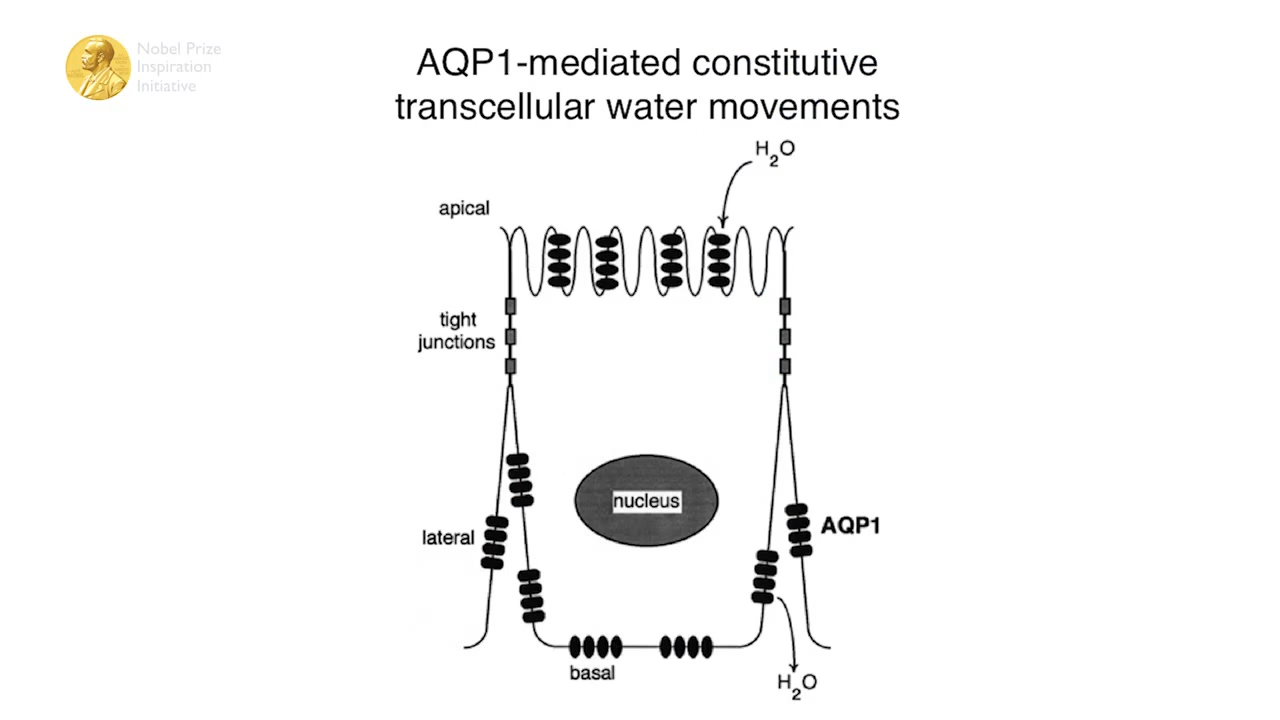 Nobel Prize
Inspiration
Initiative
AQP1-mediated constitutive
transcellular water movements
H₂O
apical
tight
junctions
nucleus
lateral
AQP1
basal
H₂O